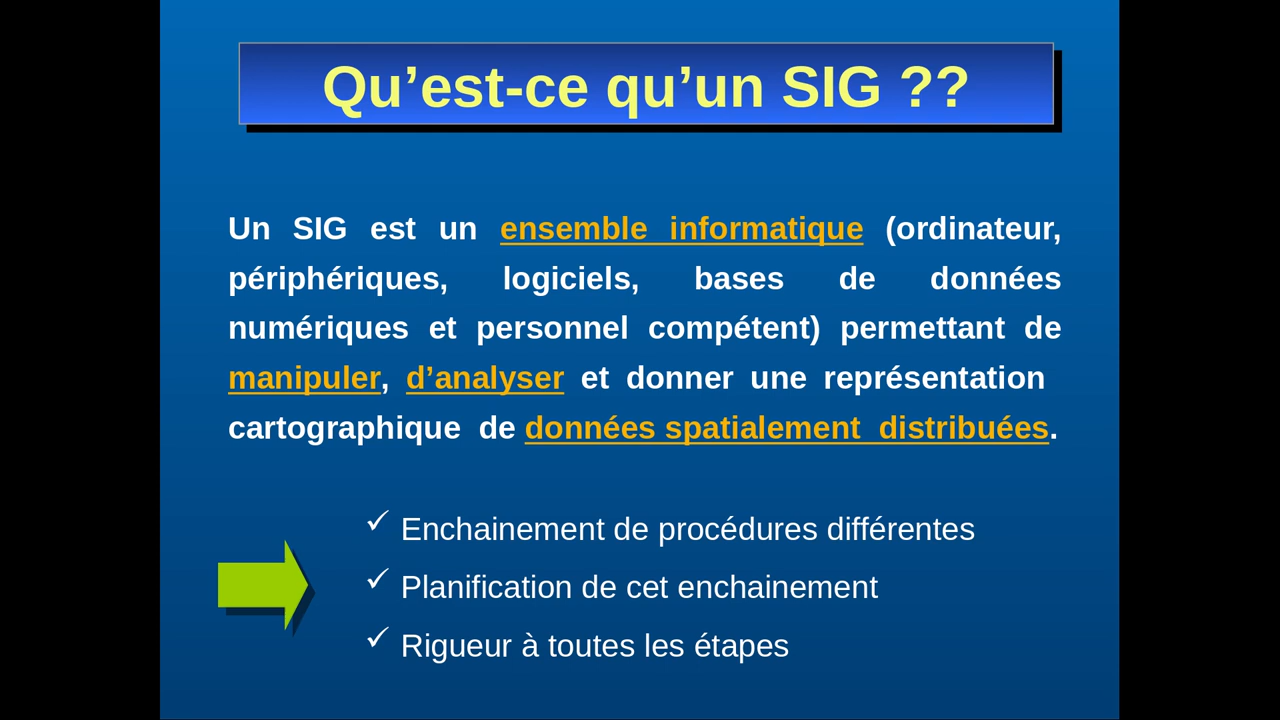 Qu’est-ce qu’un SIG ??
Un SIG est un ensemble informatique (ordinateur,
périphériques, logiciels, bases de données
numériques et personnel compétent) permettant de
manipuler, d’analyser et donner une représentation
cartographique de données spatialement distribuées.
✓ Enchainement de procédures différentes
✓ Planification de cet enchainement
✓ Rigueur à toutes les étapes